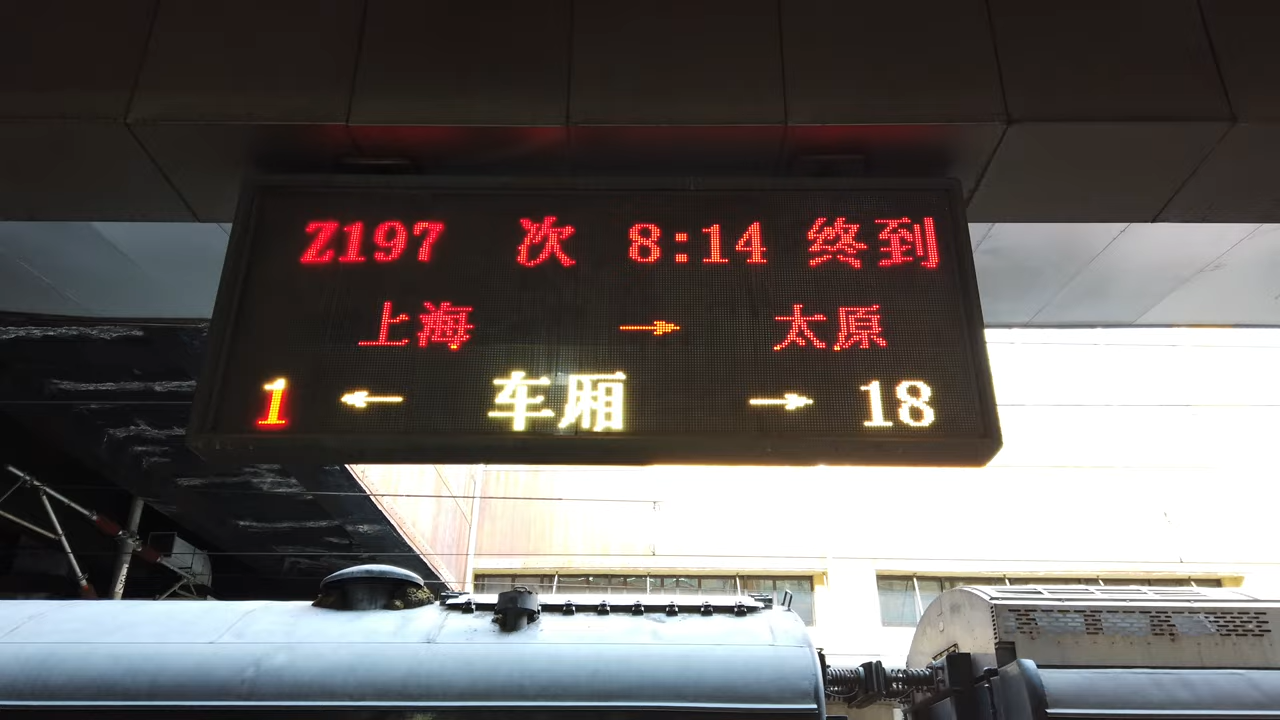 Z197 次 8:14 终到
上海 → 太原
1 ← 车厢 → 18